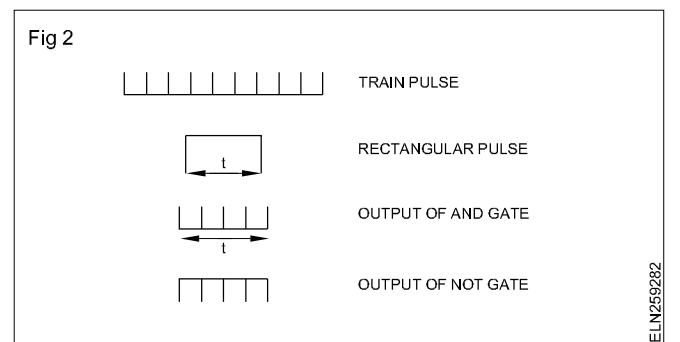 Fig 2
TRAIN PULSE
RECTANGULAR PULSE
t
OUTPUT OF AND GATE
t
OUTPUT OF NOT GATE
ELN259282